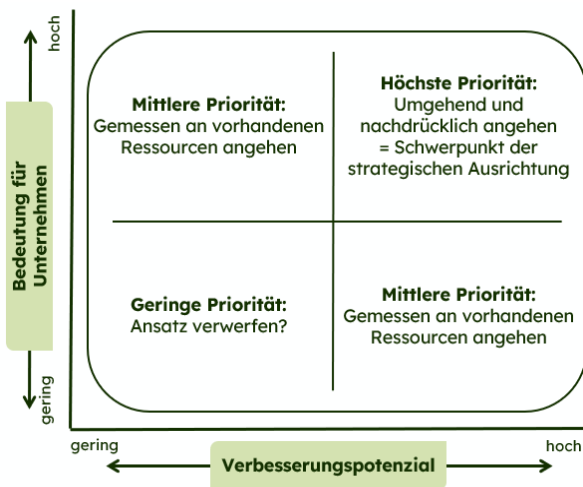 hoch
Bedeutung für
Unternehmen
gering
Mittlere Priorität:
Gemessen an vorhandenen
Ressourcen angehen
Höchste Priorität:
Umgehend und
nachdrücklich angehen
= Schwerpunkt der
strategischen Ausrichtung
Geringe Priorität:
Ansatz verwerfen?
Mittlere Priorität:
Gemessen an vorhandenen
Ressourcen angehen
gering
Verbesserungspotenzial
hoch